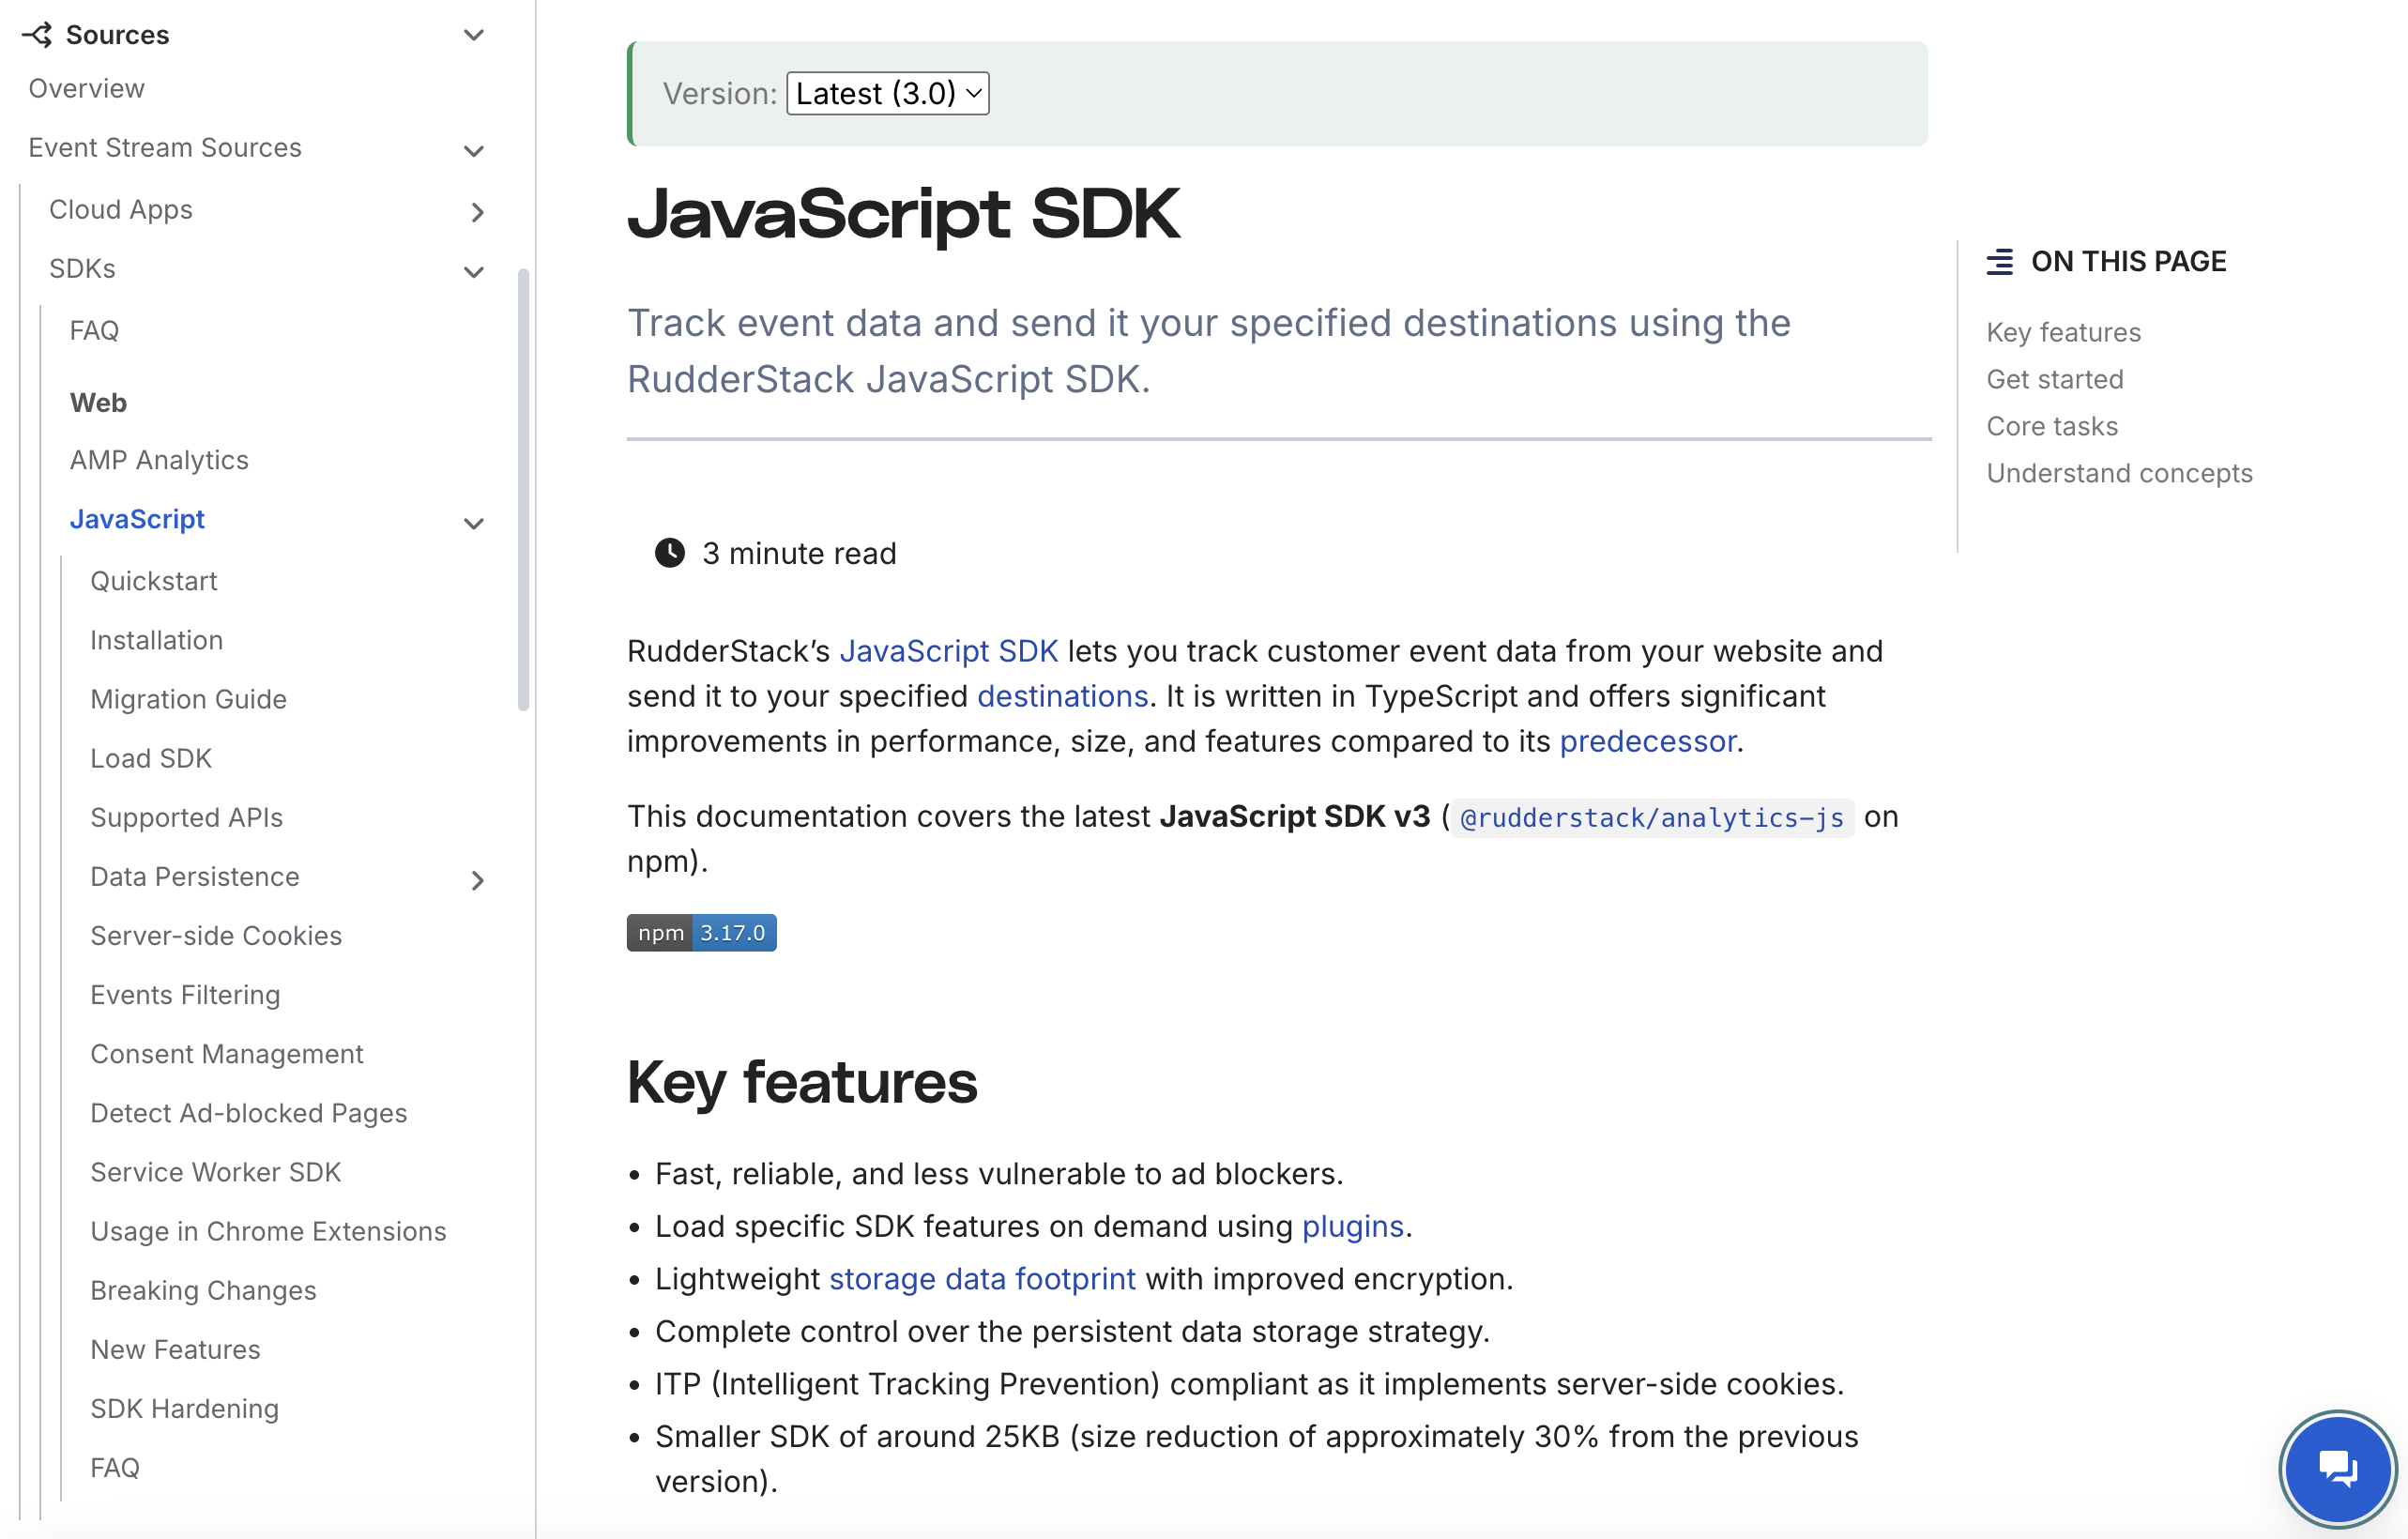 Sources
Overview
Event Stream Sources
Cloud Apps
SDKs
FAQ
Web
AMP Analytics
JavaScript
Quickstart
Installation
Migration Guide
Load SDK
Supported APIs
Data Persistence
Server-side Cookies
Events Filtering
Consent Management
Detect Ad-blocked Pages
Service Worker SDK
Usage in Chrome Extensions
Breaking Changes
New Features
SDK Hardening
FAQ
Version: Latest (3.0)
JavaScript SDK
Track event data and send it your specified destinations using the
RudderStack JavaScript SDK.
3 minute read
RudderStack’s JavaScript SDK lets you track customer event data from your website and
send it to your specified destinations. It is written in TypeScript and offers significant
improvements in performance, size, and features compared to its predecessor.
This documentation covers the latest JavaScript SDK v3 (@rudderstack/analytics-js on
npm).
npm 3.17.0
Key features
• Fast, reliable, and less vulnerable to ad blockers.
• Load specific SDK features on demand using plugins.
• Lightweight storage data footprint with improved encryption.
• Complete control over the persistent data storage strategy.
• ITP (Intelligent Tracking Prevention) compliant as it implements server-side cookies.
• Smaller SDK of around 25KB (size reduction of approximately 30% from the previous
version).
ON THIS PAGE
Key features
Get started
Core tasks
Understand concepts